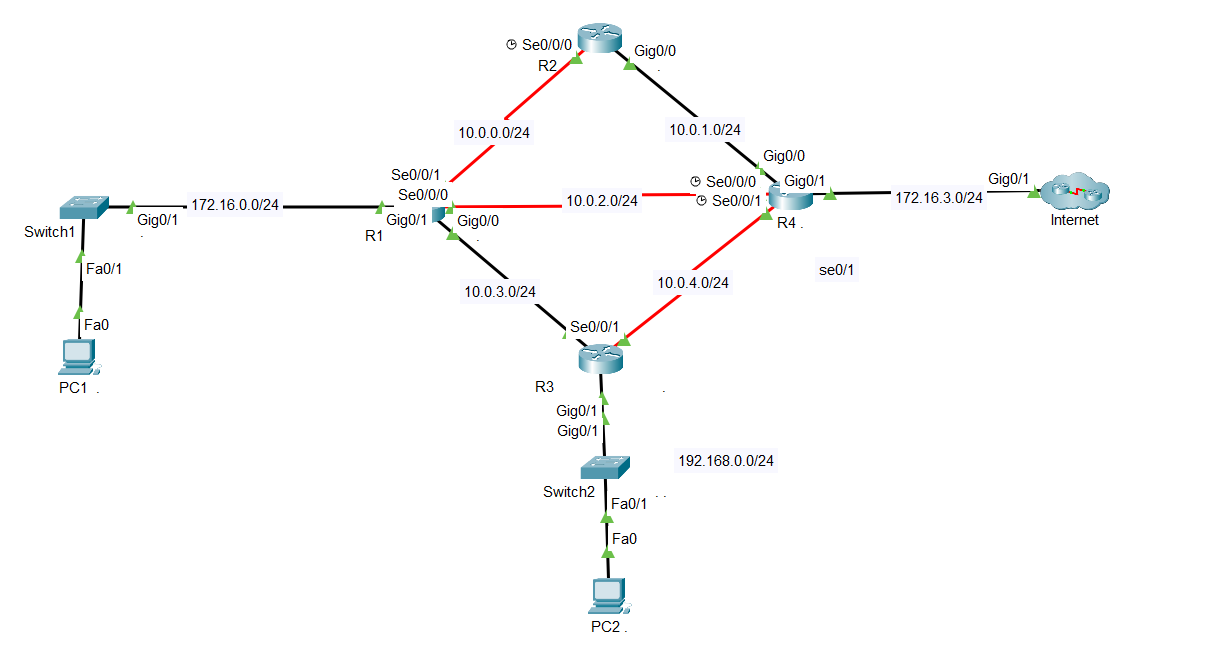 Se0/0/0
Gig0/0
R2
10.0.0.0/24
10.0.1.0/24
Gig0/0
Se0/0/1
Se0/0/0
Gig0/1
Gig0/1
Se0/0/0
10.0.2.0/24
172.16.3.0/24
172.16.0.0/24
Se0/0/1
Gig0/1
Gig0/1
Gig0/0
Internet
R4
Switch1
R1
Fa0/1
se0/1
10.0.4.0/24
10.0.3.0/24
Fa0
Se0/0/1
PC1
R3
Gig0/1
Gig0/1
192.168.0.0/24
Switch2
Fa0/1
Fa0
PC2